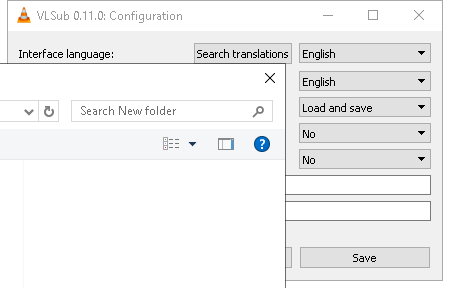 VLSub 0.11.0: Configuration
Interface language:
Search translations
English
English
Search New folder
Load and save
No
No
Save